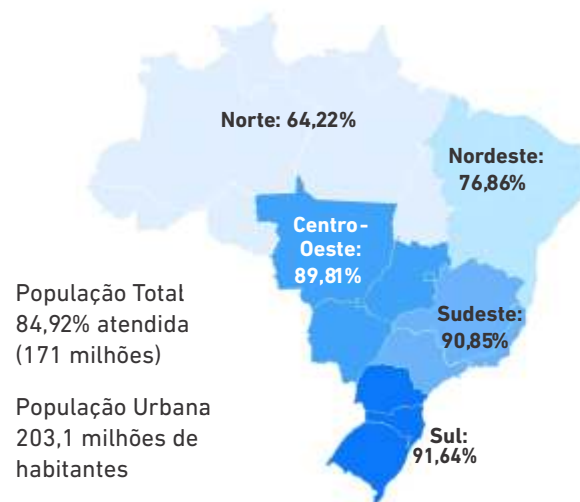 Norte: 64,22%
Nordeste:
76,86%
Centro-
Oeste:
89,81%
Sudeste:
90,85%
Sul:
91,64%
População Total
84,92% atendida
(171 milhões)
População Urbana
203,1 milhões de
habitantes